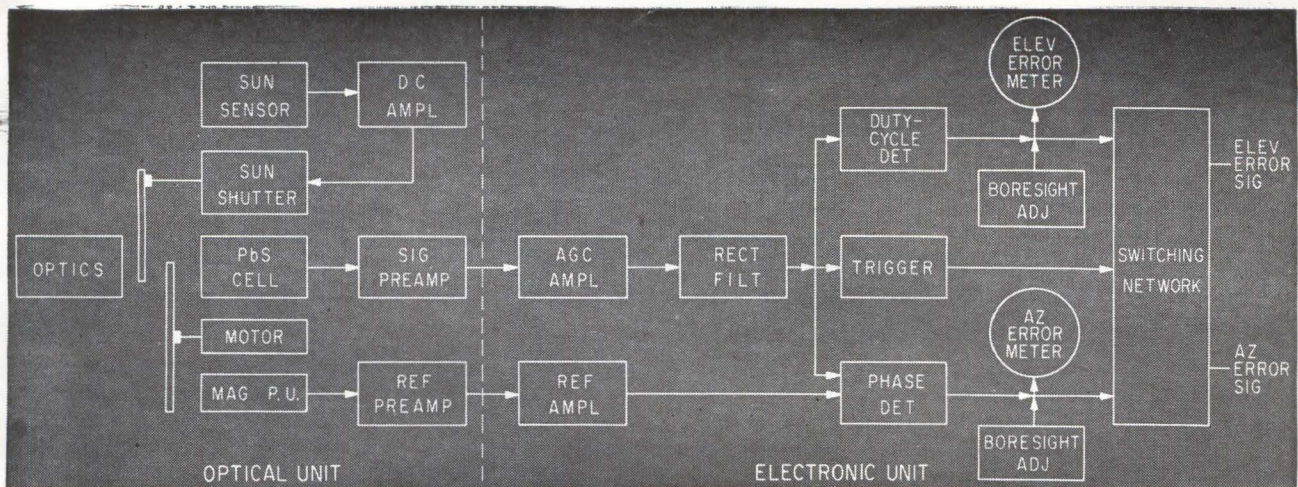 SUN
SENSOR
D C
AMPL
ELEV
ERROR
METER
DUTY-
CYCLE
DET
ELEV
ERROR
SIG
SUN
SHUTTER
BORESIGHT
ADJ
OPTICS
PbS
CELL
SIG
PREAMP
AGC
AMPL
RECT
FILT
TRIGGER
SWITCHING
NETWORK
MOTOR
AZ
ERROR
METER
AZ
ERROR
SIG
MAG P.U.
REF
PREAMP
REF
AMPL
PHASE
DET
BORESIGHT
ADJ
OPTICAL UNIT
ELECTRONIC UNIT